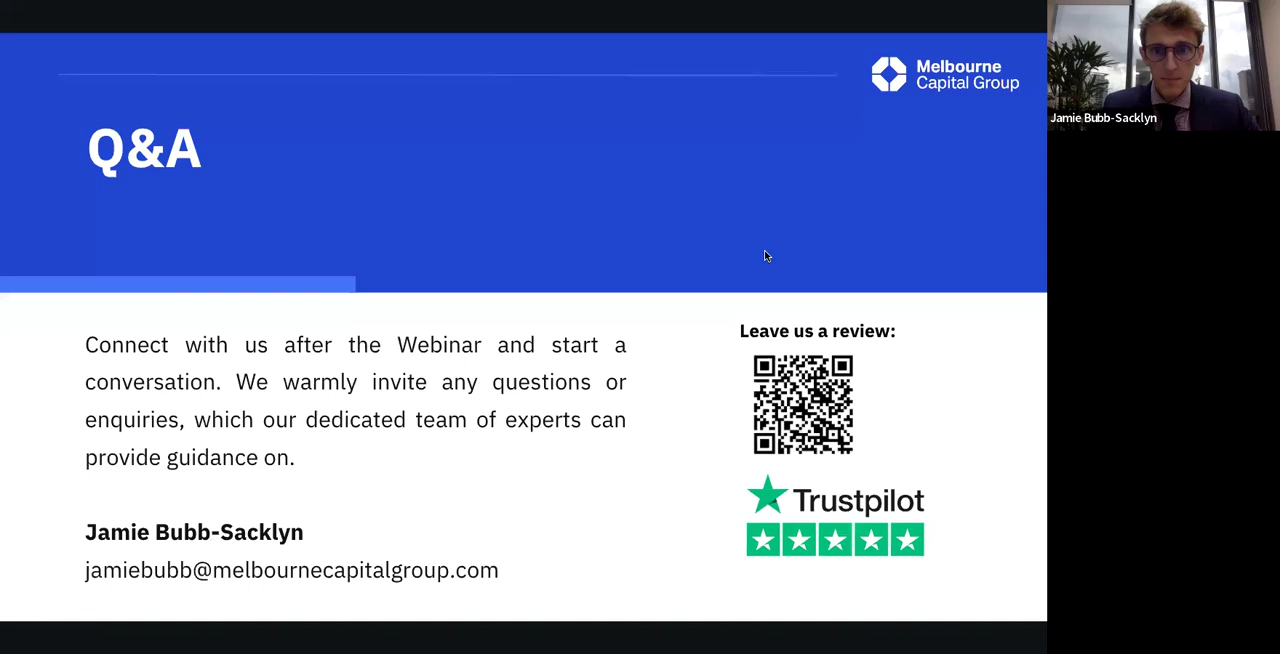 Melbourne
Capital Group
Jamie Bubb-Sacklyn
Q&A
Connect with us after the Webinar and start a
conversation. We warmly invite any questions or
enquiries, which our dedicated team of experts can
provide guidance on.
Jamie Bubb-Sacklyn
jamiebubb@melbournecapitalgroup.com
Leave us a review:
Trustpilot